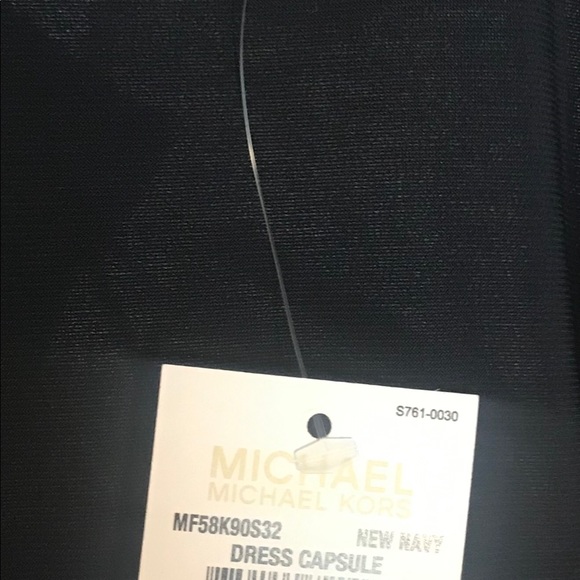 S761-0030
MICHAEL
MICHAEL KORS
MF58K90S32 NEW NAVY
DRESS CAPSULE